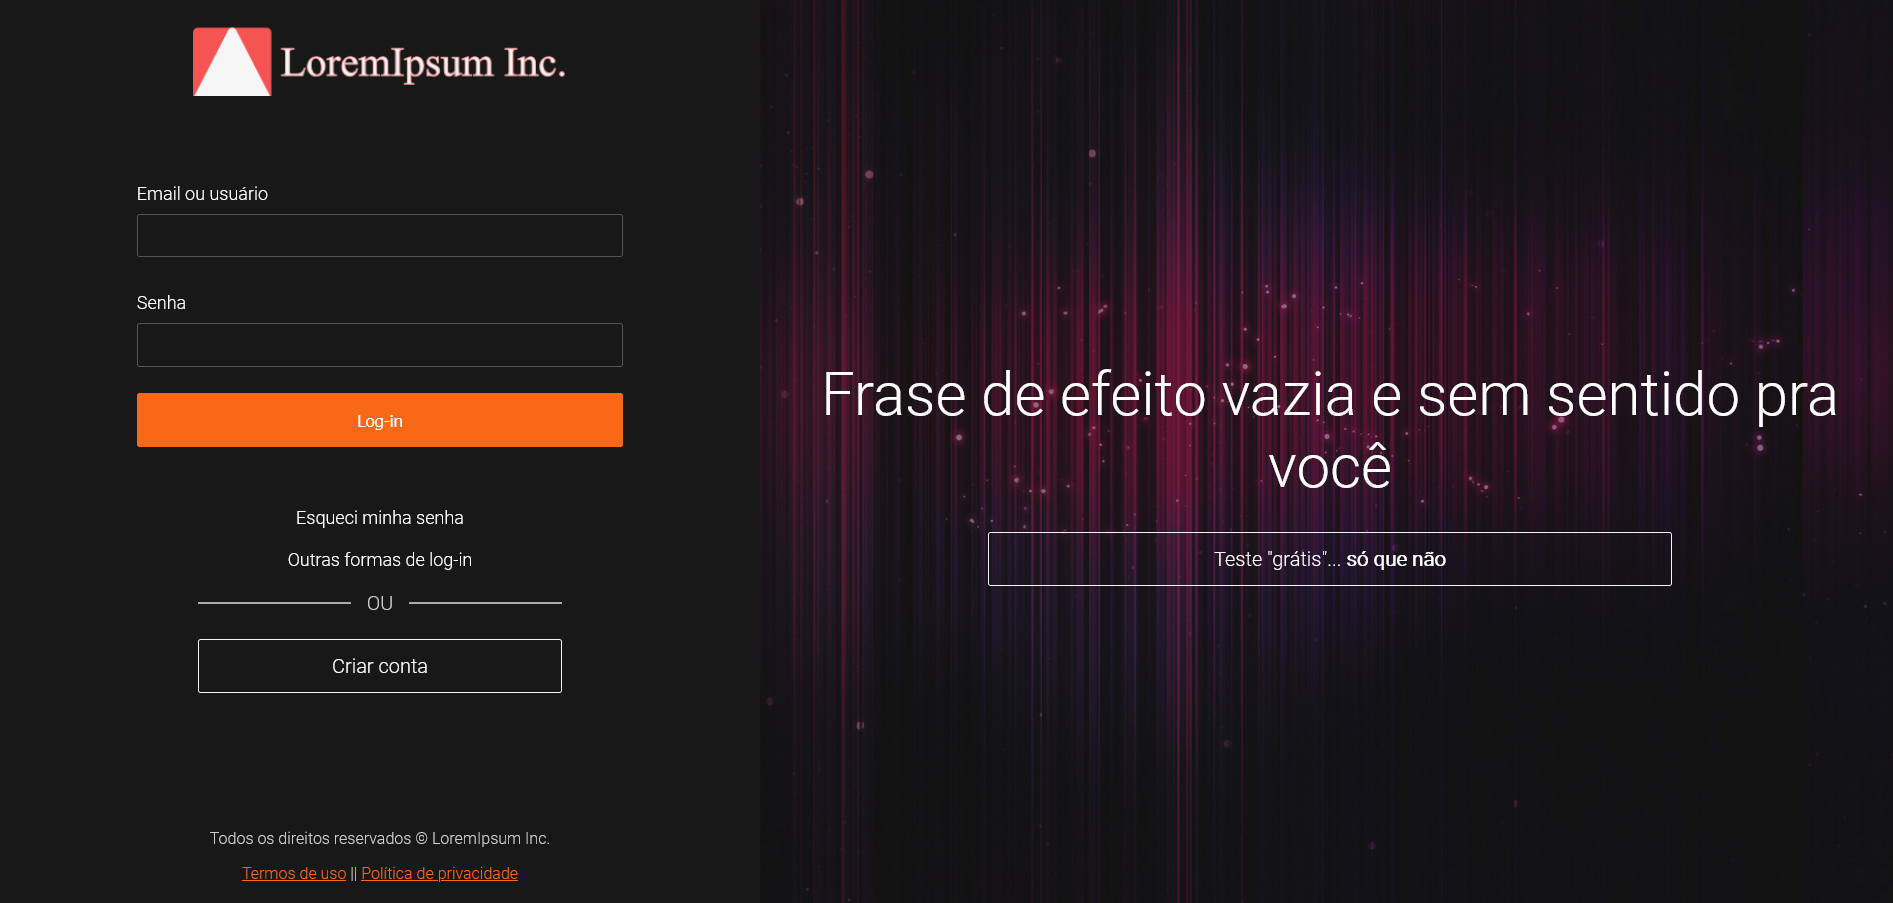 LoremIpsum Inc.
Email ou usuário
Senha
Log-in
Esqueci minha senha
Outras formas de log-in
OU
Criar conta
Todos os direitos reservados © LoremIpsum Inc.
Termos de uso || Política de privacidade
Frase de efeito vazia e sem sentido pra
você
Teste "grátis"... só que não